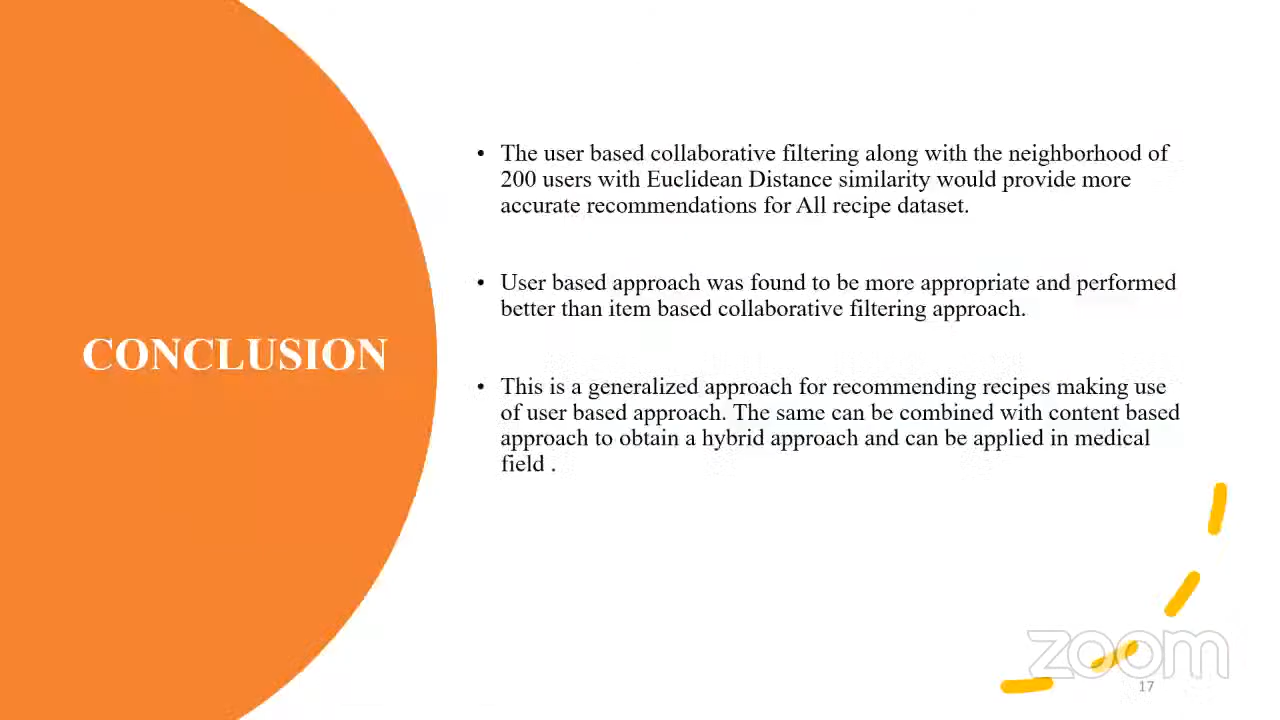 CONCLUSION
• The user based collaborative filtering along with the neighborhood of
200 users with Euclidean Distance similarity would provide more
accurate recommendations for All recipe dataset.
• User based approach was found to be more appropriate and performed
better than item based collaborative filtering approach.
• This is a generalized approach for recommending recipes making use
of user based approach. The same can be combined with content based
approach to obtain a hybrid approach and can be applied in medical
field .
zoom
17